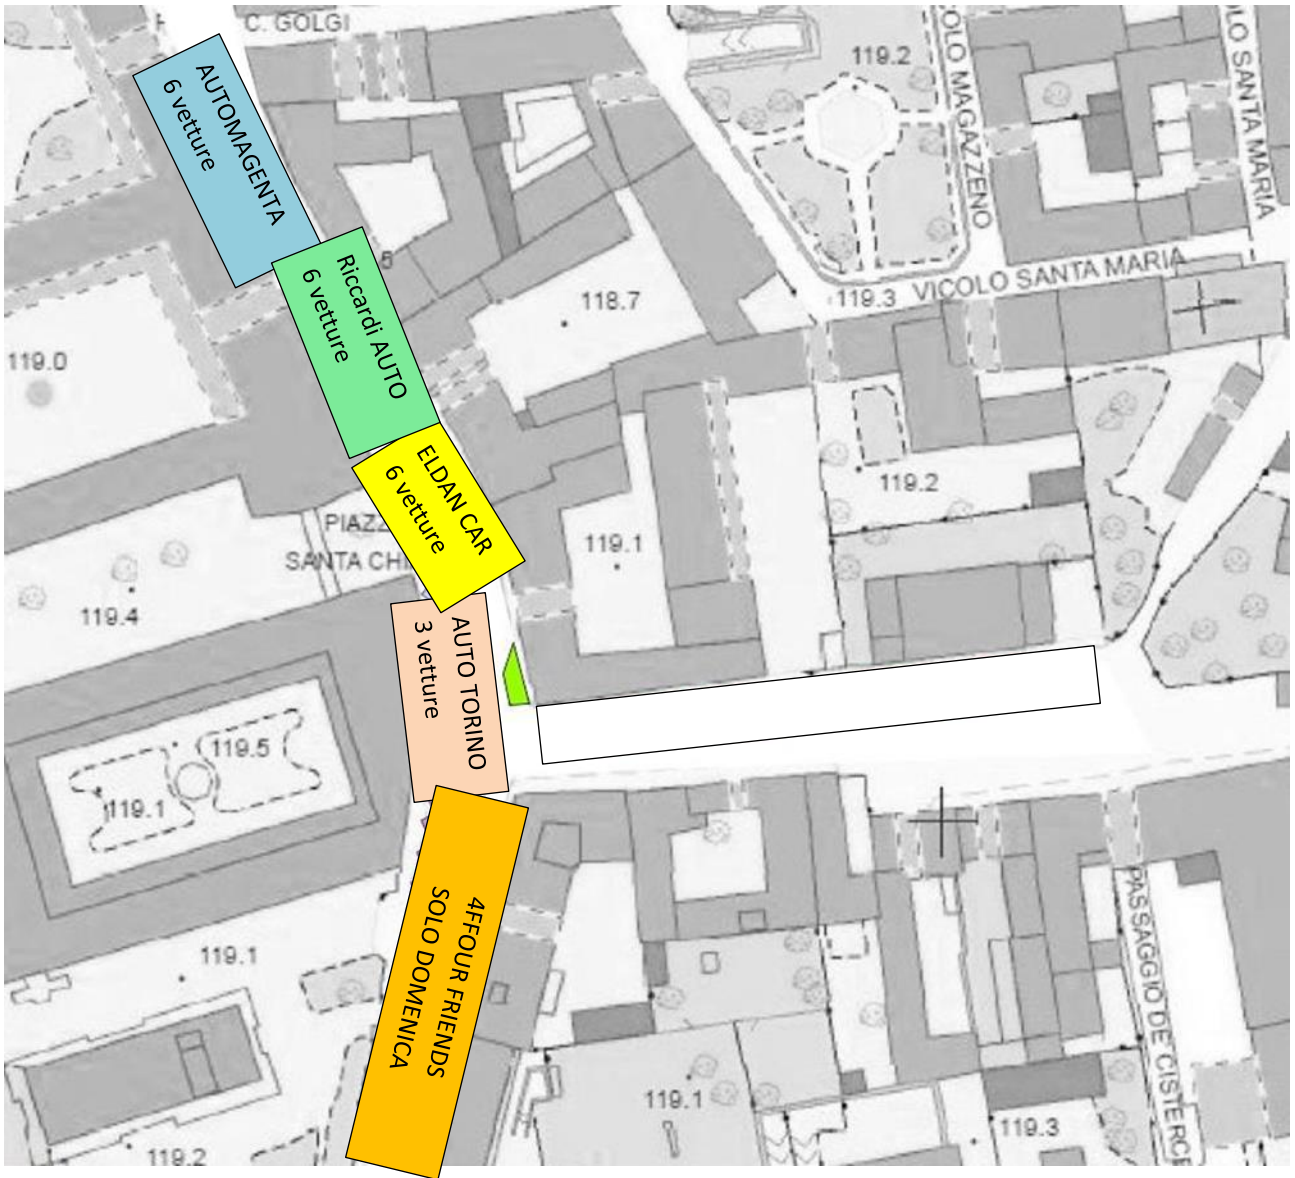 C. GOLGI
119.2
VICOLO MAGAZZENO
VICOLO SANTA MARIA
AUTOMAGENTA
6 vetture
Riccardi AUTO
6 vetture
118.7
119.3
VICOLO SANTA MARIA
119.0
ELDAN CAR
6 vetture
119.2
PIAZZ
SANTA CHI
119.1
119.4
AUTO TORINO
3 vetture
119.5
119.1
4FFOUR FRIENDS
SOLO DOMENICA
119.1
PASSAGGIO DE' CISTERCE
119.1
119.3
119.2